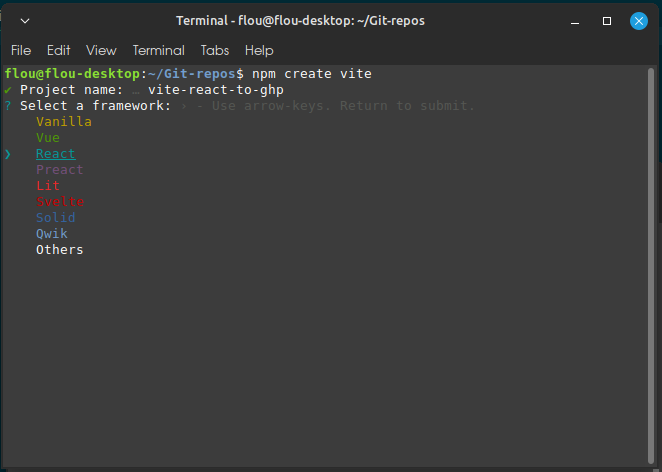 Terminal - flou@flou-desktop: ~/Git-repos
File Edit View Terminal Tabs Help
flou@flou-desktop:~/Git-repos$ npm create vite
✔ Project name: … vite-react-to-ghp
? Select a framework: › - Use arrow-keys. Return to submit.
Vanilla
Vue
❯ React
Preact
Lit
Svelte
Solid
Qwik
Others